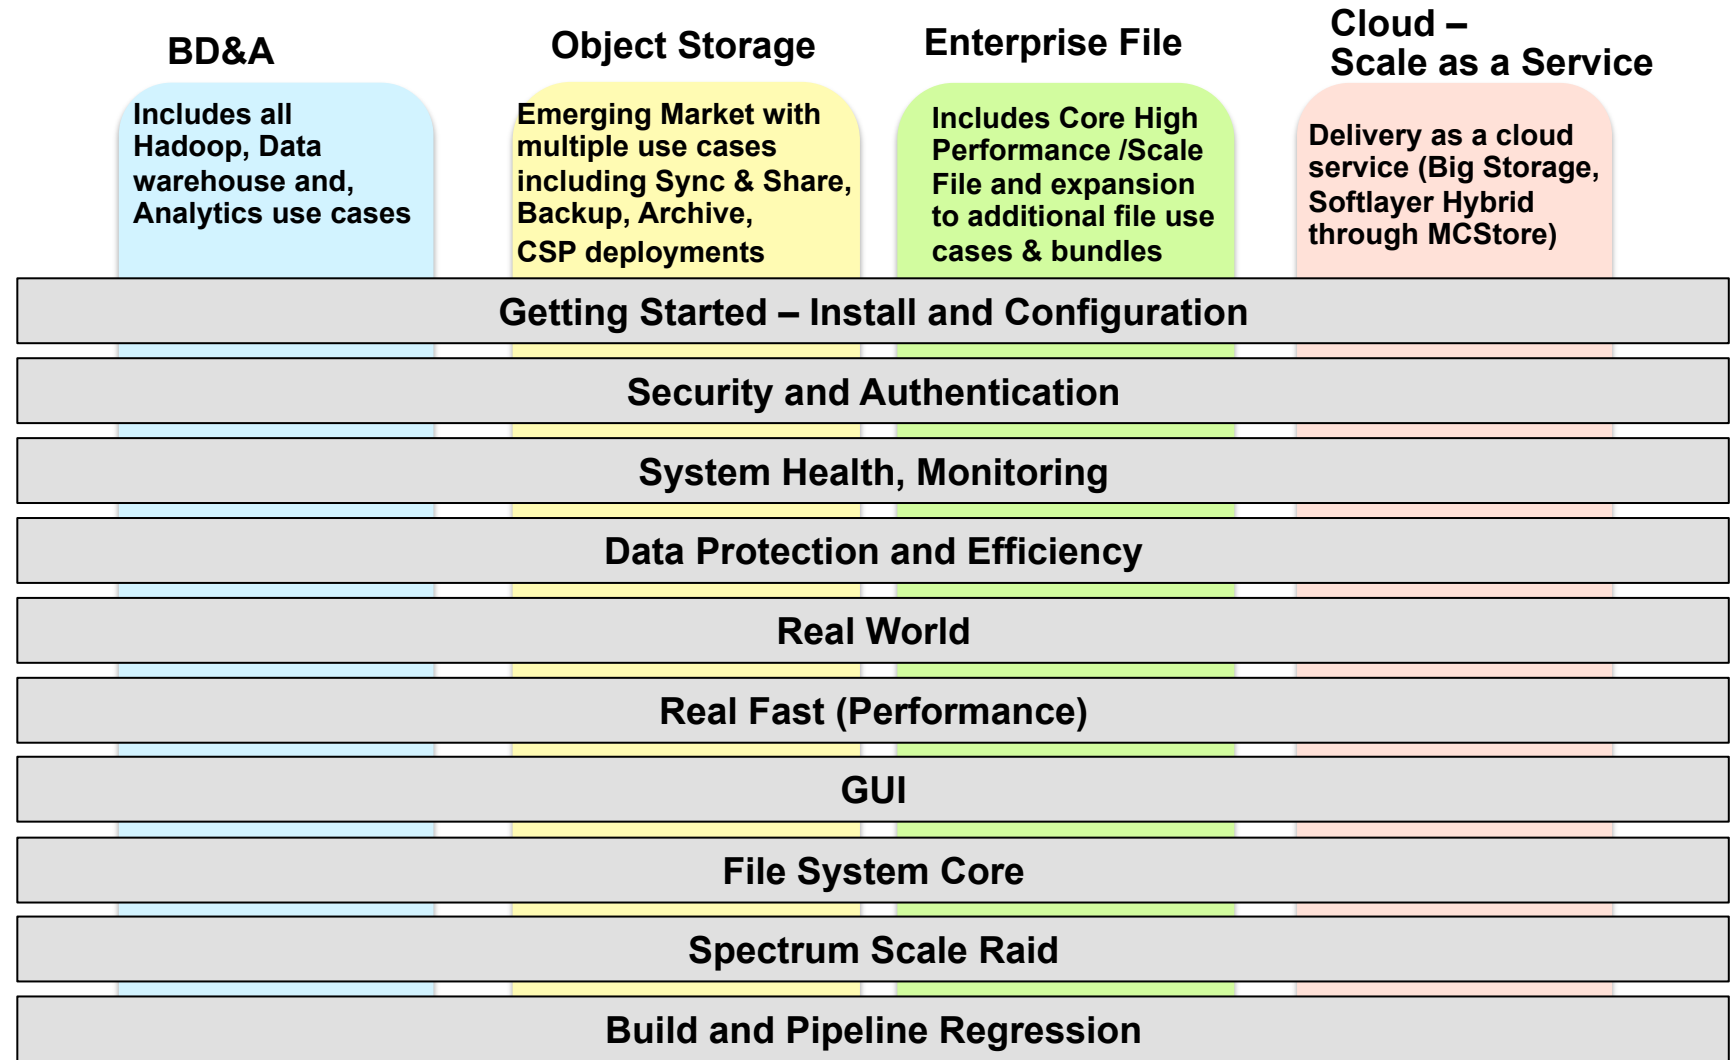 BD&A
Includes all
Hadoop, Data
warehouse and,
Analytics use cases
Object Storage
Emerging Market with
multiple use cases
including Sync & Share,
Backup, Archive,
CSP deployments
Enterprise File
Includes Core High
Performance /Scale
File and expansion
to additional file use
cases & bundles
Cloud –
Scale as a Service
Delivery as a cloud
service (Big Storage,
Softlayer Hybrid
through MCStore)
Getting Started – Install and Configuration
Security and Authentication
System Health, Monitoring
Data Protection and Efficiency
Real World
Real Fast (Performance)
GUI
File System Core
Spectrum Scale Raid
Build and Pipeline Regression